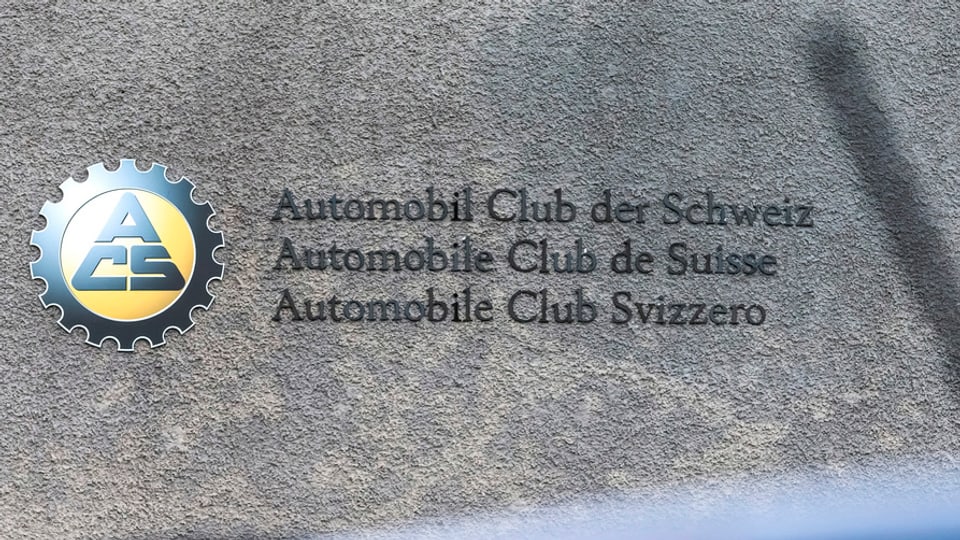 ACS
Automobil Club der Schweiz
Automobile Club de Suisse
Automobile Club Svizzero